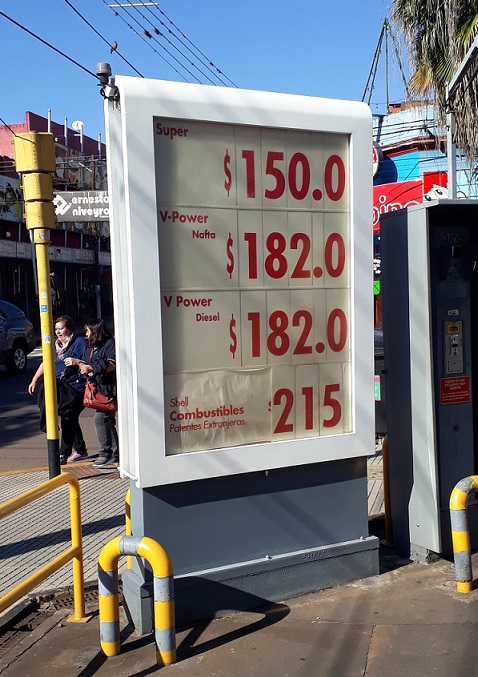 Super
$150.0
V-Power
Nafta
$182.0
V Power
Diesel
$182.0
Shell
Combustibles
Patentes Extranjeras
$215
ernesto
niveyro